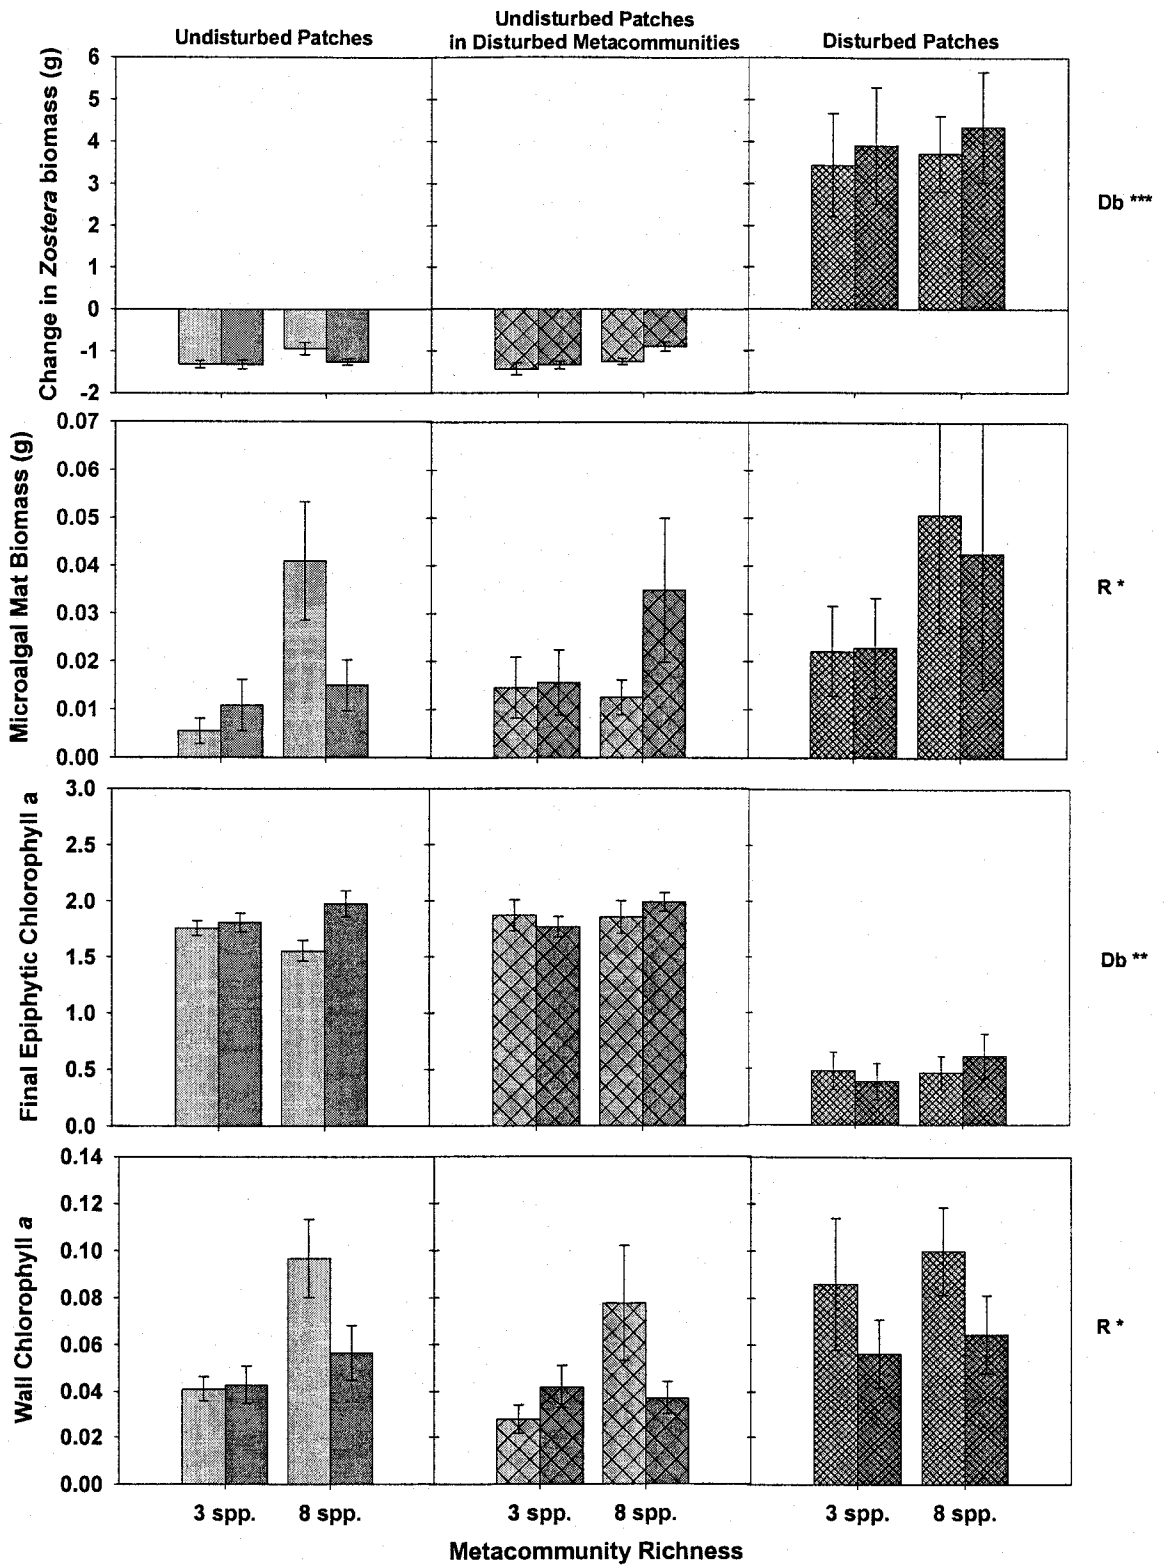 Undisturbed Patches
Undisturbed Patches
in Disturbed Metacommunities
Disturbed Patches
Change in Zostera biomass (g)
6
5
4
3
2
1
0
-1
-2
Db ***
Microalgal Mat Biomass (g)
0.07
0.06
0.05
0.04
0.03
0.02
0.01
0.00
R *
Final Epiphytic Chlorophyll a
3.0
2.5
2.0
1.5
1.0
0.5
0.0
Db **
Wall Chlorophyll a
0.14
0.12
0.10
0.08
0.06
0.04
0.02
0.00
R *
3 spp. 8 spp. 3 spp. 8 spp. 3 spp. 8 spp.
Metacommunity Richness